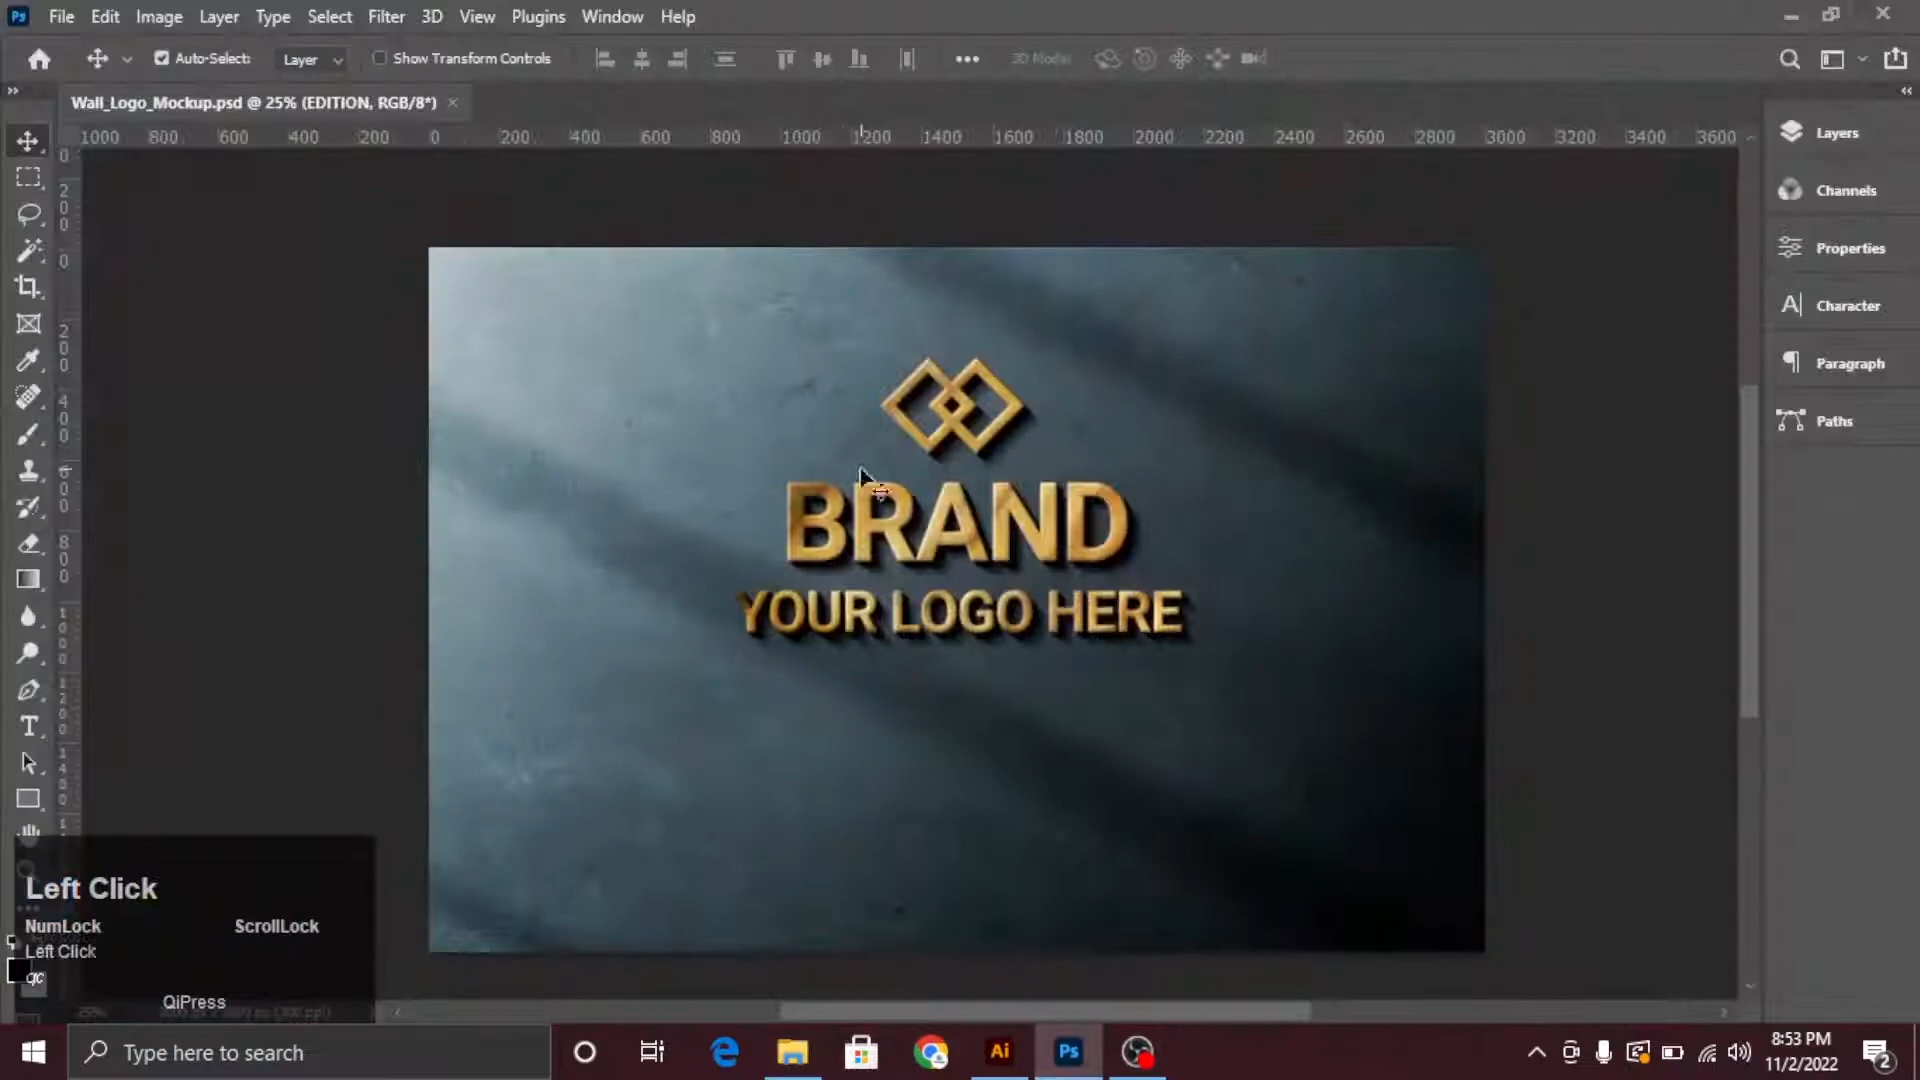 Ps File Edit Image Layer Type Select Filter 3D View Plugins Window Help
Auto-Select: Layer Show Transform Controls 3D Mode:
Wall_Logo_Mockup.psd @ 25% (EDITION, RGB/8*)
1000 800 600 400 200 0 200 400 600 800 1000 1200 1400 1600 1800 2000 2200 2400 2600 2800 3000 3200 3400 3600
Layers
Channels
Properties
Character
Paragraph
Paths
BRAND
YOUR LOGO HERE
Left Click
NumLock ScrollLock
Left Click
QiPress
Type here to search
Ai Ps
8:53 PM
11/2/2022
2